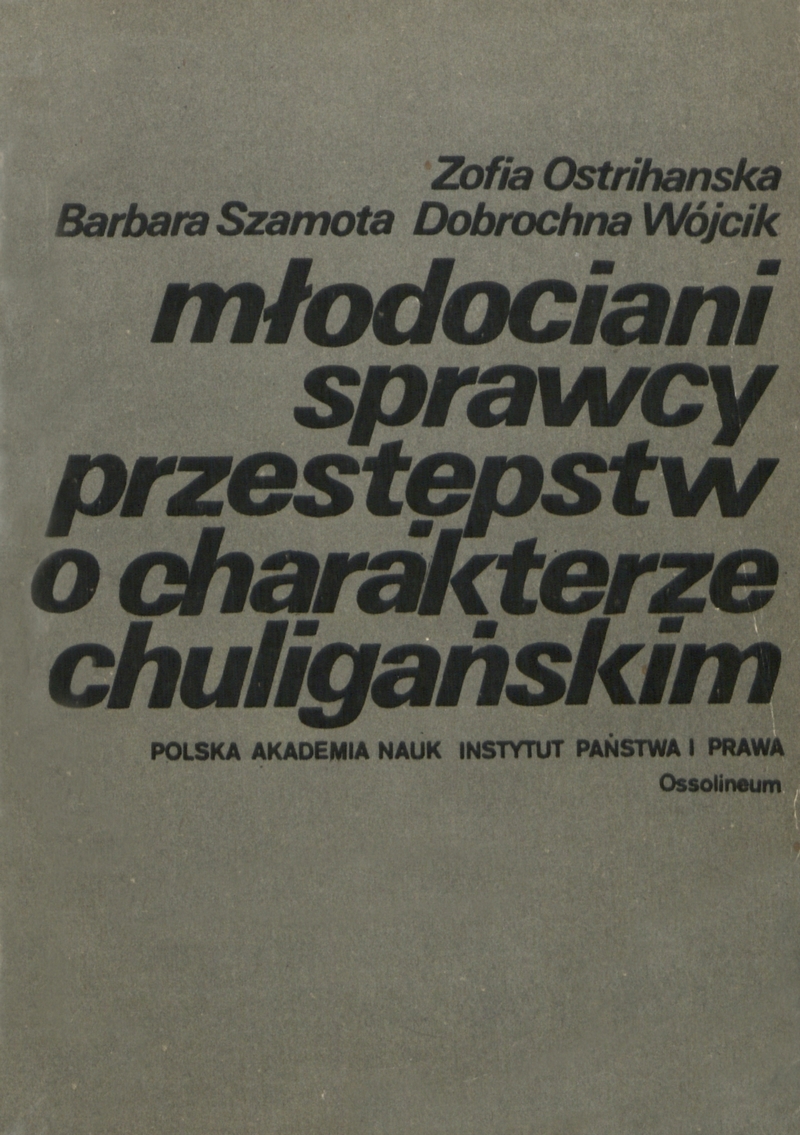 Zofia Ostrihanska
Barbara Szamota Dobrochna Wójcik
młodociani
sprawcy
przestępstw
o charakterze
chuligańskim
POLSKA AKADEMIA NAUK INSTYTUT PAŃSTWA I PRAWA
Ossolineum